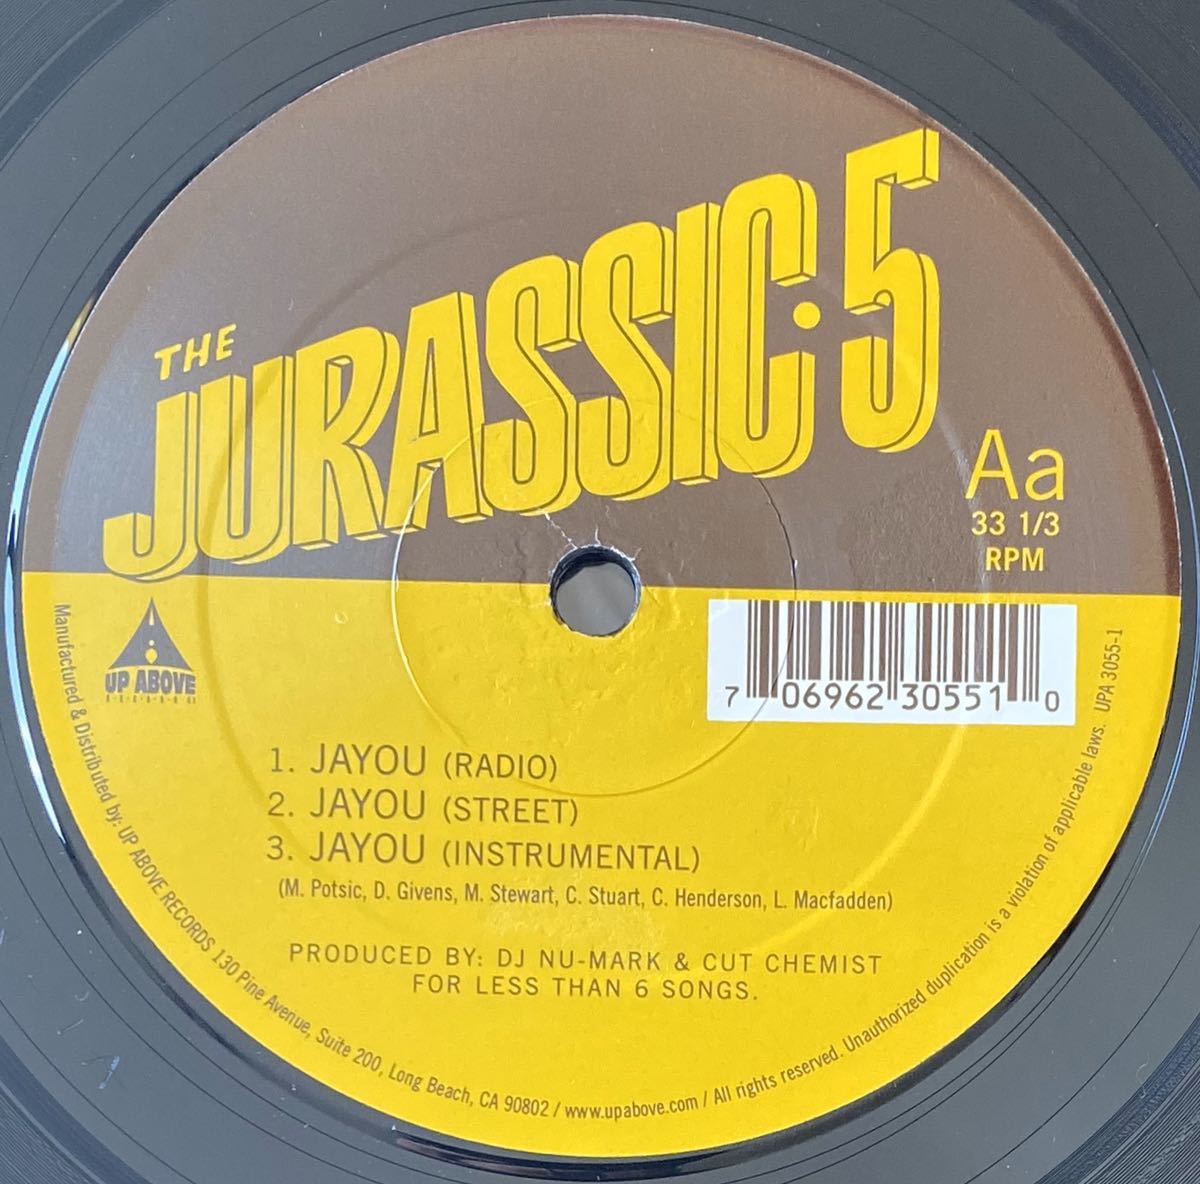 THE
JURASSIC·5
Aa
33 1/3
RPM
UP ABOVE
RECORDS
7 06962 30551 0
1. JAYOU (RADIO)
2. JAYOU (STREET)
3. JAYOU (INSTRUMENTAL)
(M. Potsic, D. Givens, M. Stewart, C. Stuart, C. Henderson, L. Macfadden)
PRODUCED BY: DJ NU-MARK & CUT CHEMIST
FOR LESS THAN 6 SONGS.
Manufactured & Distributed by: UP ABOVE RECORDS 130 Pine Avenue, Suite 200, Long Beach, CA 90802 / www.upabove.com / All rights reserved. Unauthorized duplication is a violation of applicable laws. UPA 3055-1